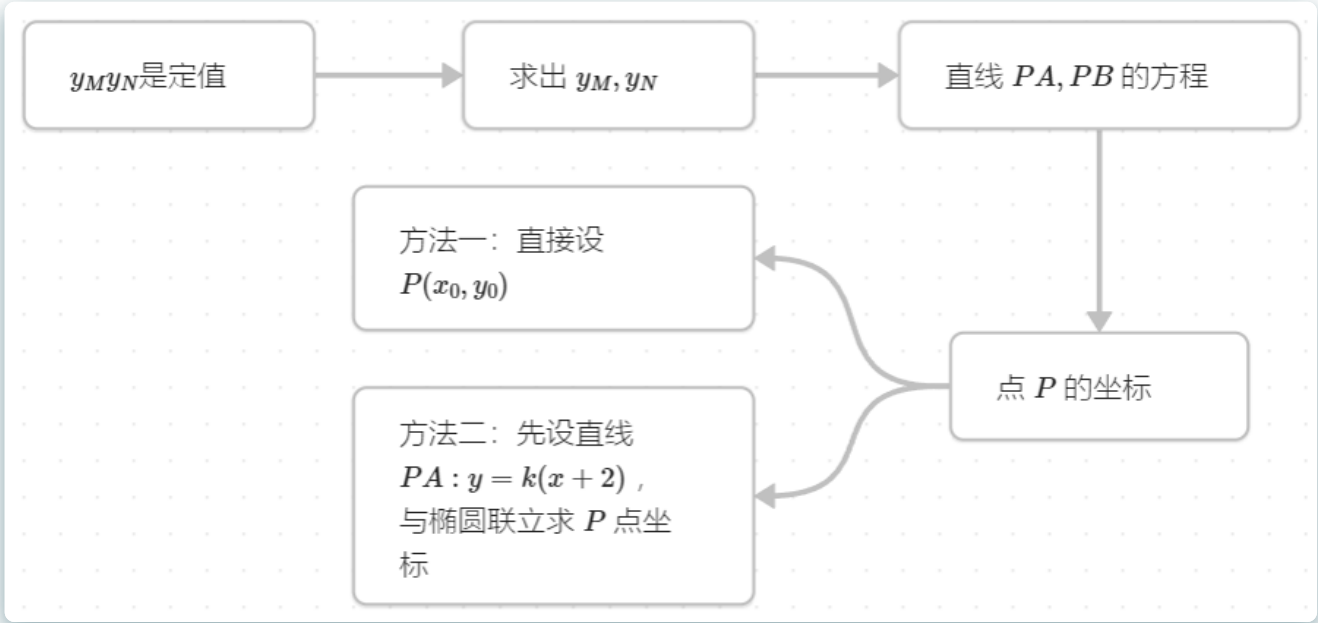 $y_M y_N$是定值
求出 $y_M, y_N$
直线 $PA, PB$ 的方程
点 $P$ 的坐标
方法一：直接设
$P(x_0, y_0)$
方法二：先设直线
$PA : y = k(x + 2)$ ，
与椭圆联立求 $P$ 点坐
标